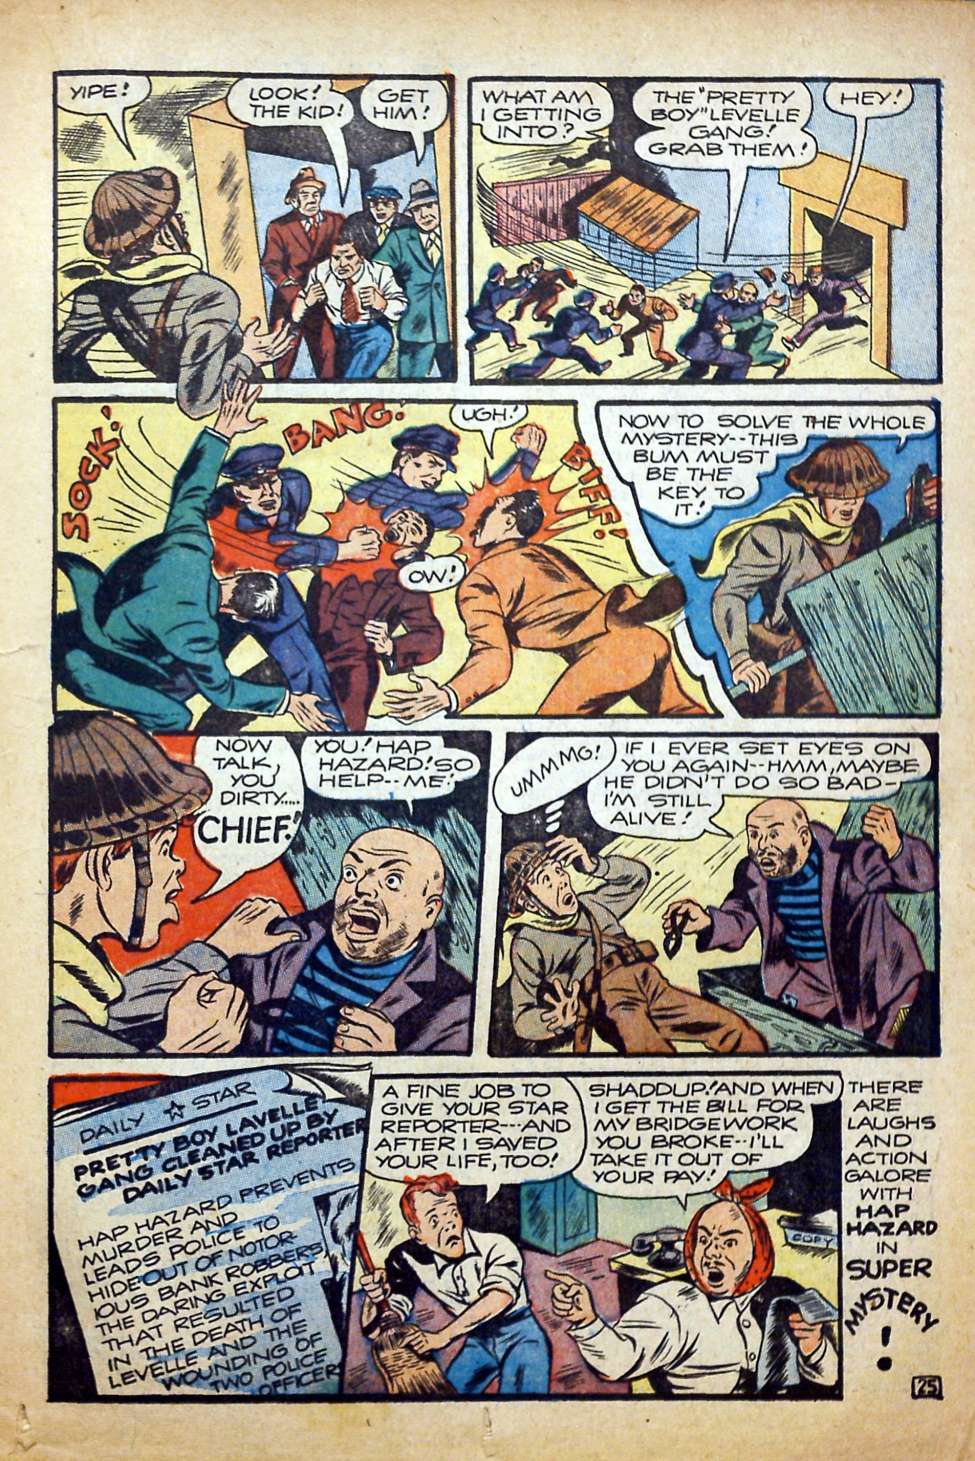 YIPE!
LOOK!
THE KID!
GET
HIM!
WHAT AM
I GETTING
INTO?
THE "PRETTY
BOY" LEVELLE
GANG!
GRAB THEM!
HEY!
SOCK!
BANG!
UGH!
BIFF!
OW!
NOW TO SOLVE THE WHOLE
MYSTERY--THIS
BUM MUST
BE THE
KEY TO
IT!
NOW
TALK,
YOU
DIRTY.....
CHIEF!
YOU! HAP
HAZARD! SO
HELP--ME!
UMMMG!
IF I EVER SET EYES ON
YOU AGAIN--HMM, MAYBE
HE DIDN'T DO SO BAD-
I'M STILL
ALIVE!
DAILY STAR
PRETTY BOY LAVELLE
GANG CLEANED UP BY
DAILY STAR REPORTER
HAP HAZARD PREVENTS
MURDER AND
LEADS POLICE TO
HIDE OUT OF NOTOR-
IOUS BANK ROBBERS,
THE DARING EXPLOIT
THAT RESULTED
IN THE DEATH OF
LEVELLE AND THE
WOUNDING OF
TWO POLICE
OFFICERS
A FINE JOB TO
GIVE YOUR STAR
REPORTER---AND
AFTER I SAVED
YOUR LIFE, TOO!
SHADDUP! AND WHEN
I GET THE BILL FOR
MY BRIDGEWORK
YOU BROKE--I'LL
TAKE IT OUT OF
YOUR PAY!
COPY
THERE
ARE
LAUGHS
AND
ACTION
GALORE
WITH
HAP
HAZARD
IN
SUPER
MYSTERY
!
25